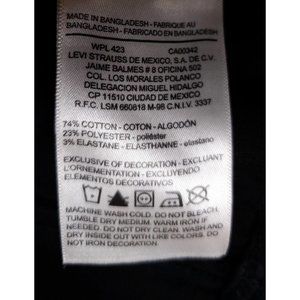 MADE IN BANGLADESH - FABRIQUE AU
BANGLADESH - FABRICADO EN BANGLADESH
WPL 423 CA00342
LEVI STRAUSS DE MEXICO, S.A. DE C.V.
JAIME BALMES # 8 OFICINA 502
COL. LOS MORALES POLANCO
DELEGACION MIGUEL HIDALGO
CP 11510 CIUDAD DE MEXICO
R.F.C. LSM 660818 M-98 C.N.I.V. 3337
74% COTTON - COTON - ALGODÓN
23% POLYESTER - poliéster
3% ELASTANE - ÉLASTHANNE - elastano
EXCLUSIVE OF DECORATION - EXCLUANT
L'ORNEMENTATION - EXCLUYENDO
ELEMENTOS DECORATIVOS
MACHINE WASH COLD. DO NOT BLEACH.
TUMBLE DRY MEDIUM. WARM IRON IF
NEEDED. DO NOT DRY CLEAN. WASH AND
DRY INSIDE OUT WITH LIKE COLORS. DO
NOT IRON DECORATION.